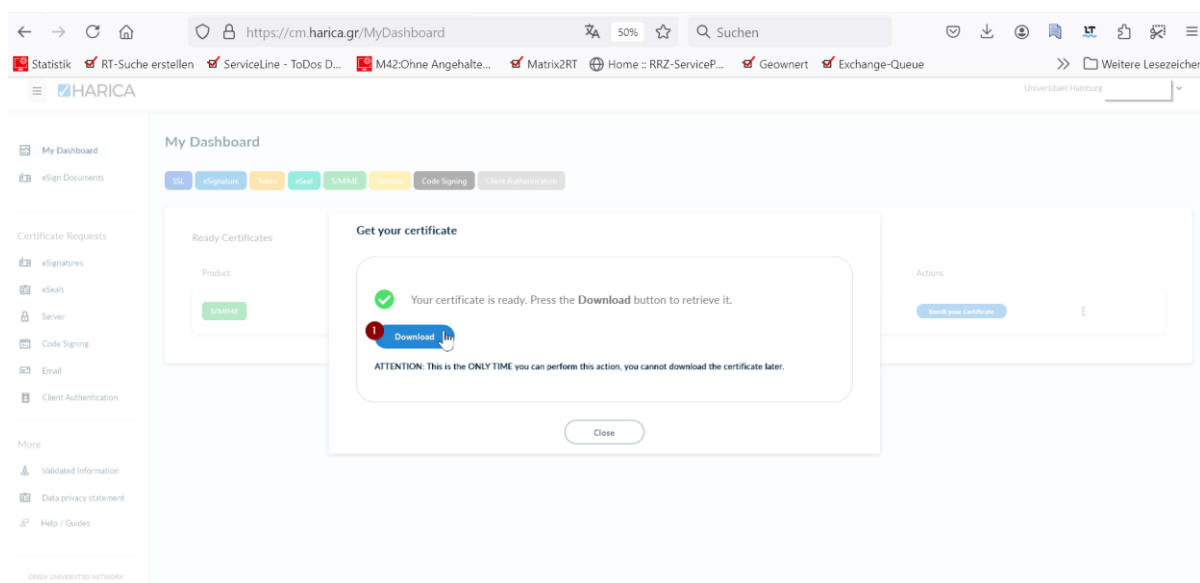 https://cm.harica.gr/MyDashboard
50%
Suchen
Statistik
RT-Suche erstellen
ServiceLine - ToDos D...
M42:Ohne Angehalte...
Matrix2RT
Home :: RRZ-ServiceP...
Geownert
Exchange-Queue
Weitere Lesezeichen
HARICA
Universitaet Hamburg
My Dashboard
eSign Documents
Certificate Requests
eSignatures
eSeals
Server
Code Signing
Email
Client Authentication
More
Validated Information
Data privacy statement
Help / Guides
GREEK UNIVERSITIES NETWORK
My Dashboard
SSL
eSignature
Token
eSeal
S/MIME
Remote
Code Signing
Client Authentication
Ready Certificates
Product
Actions
S/MIME
Enroll your Certificate
Get your certificate
Your certificate is ready. Press the Download button to retrieve it.
1
Download
ATTENTION: This is the ONLY TIME you can perform this action, you cannot download the certificate later.
Close